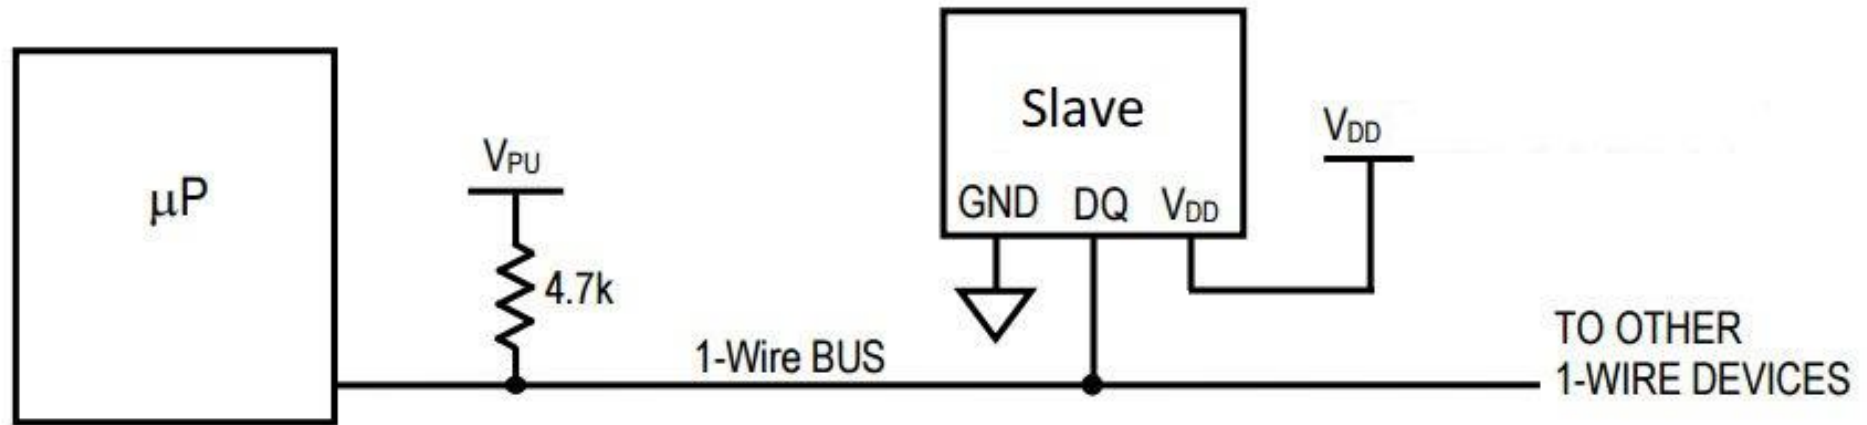 μP
VPU
4.7k
1-Wire BUS
Slave
GND DQ VDD
VDD
TO OTHER
1-WIRE DEVICES